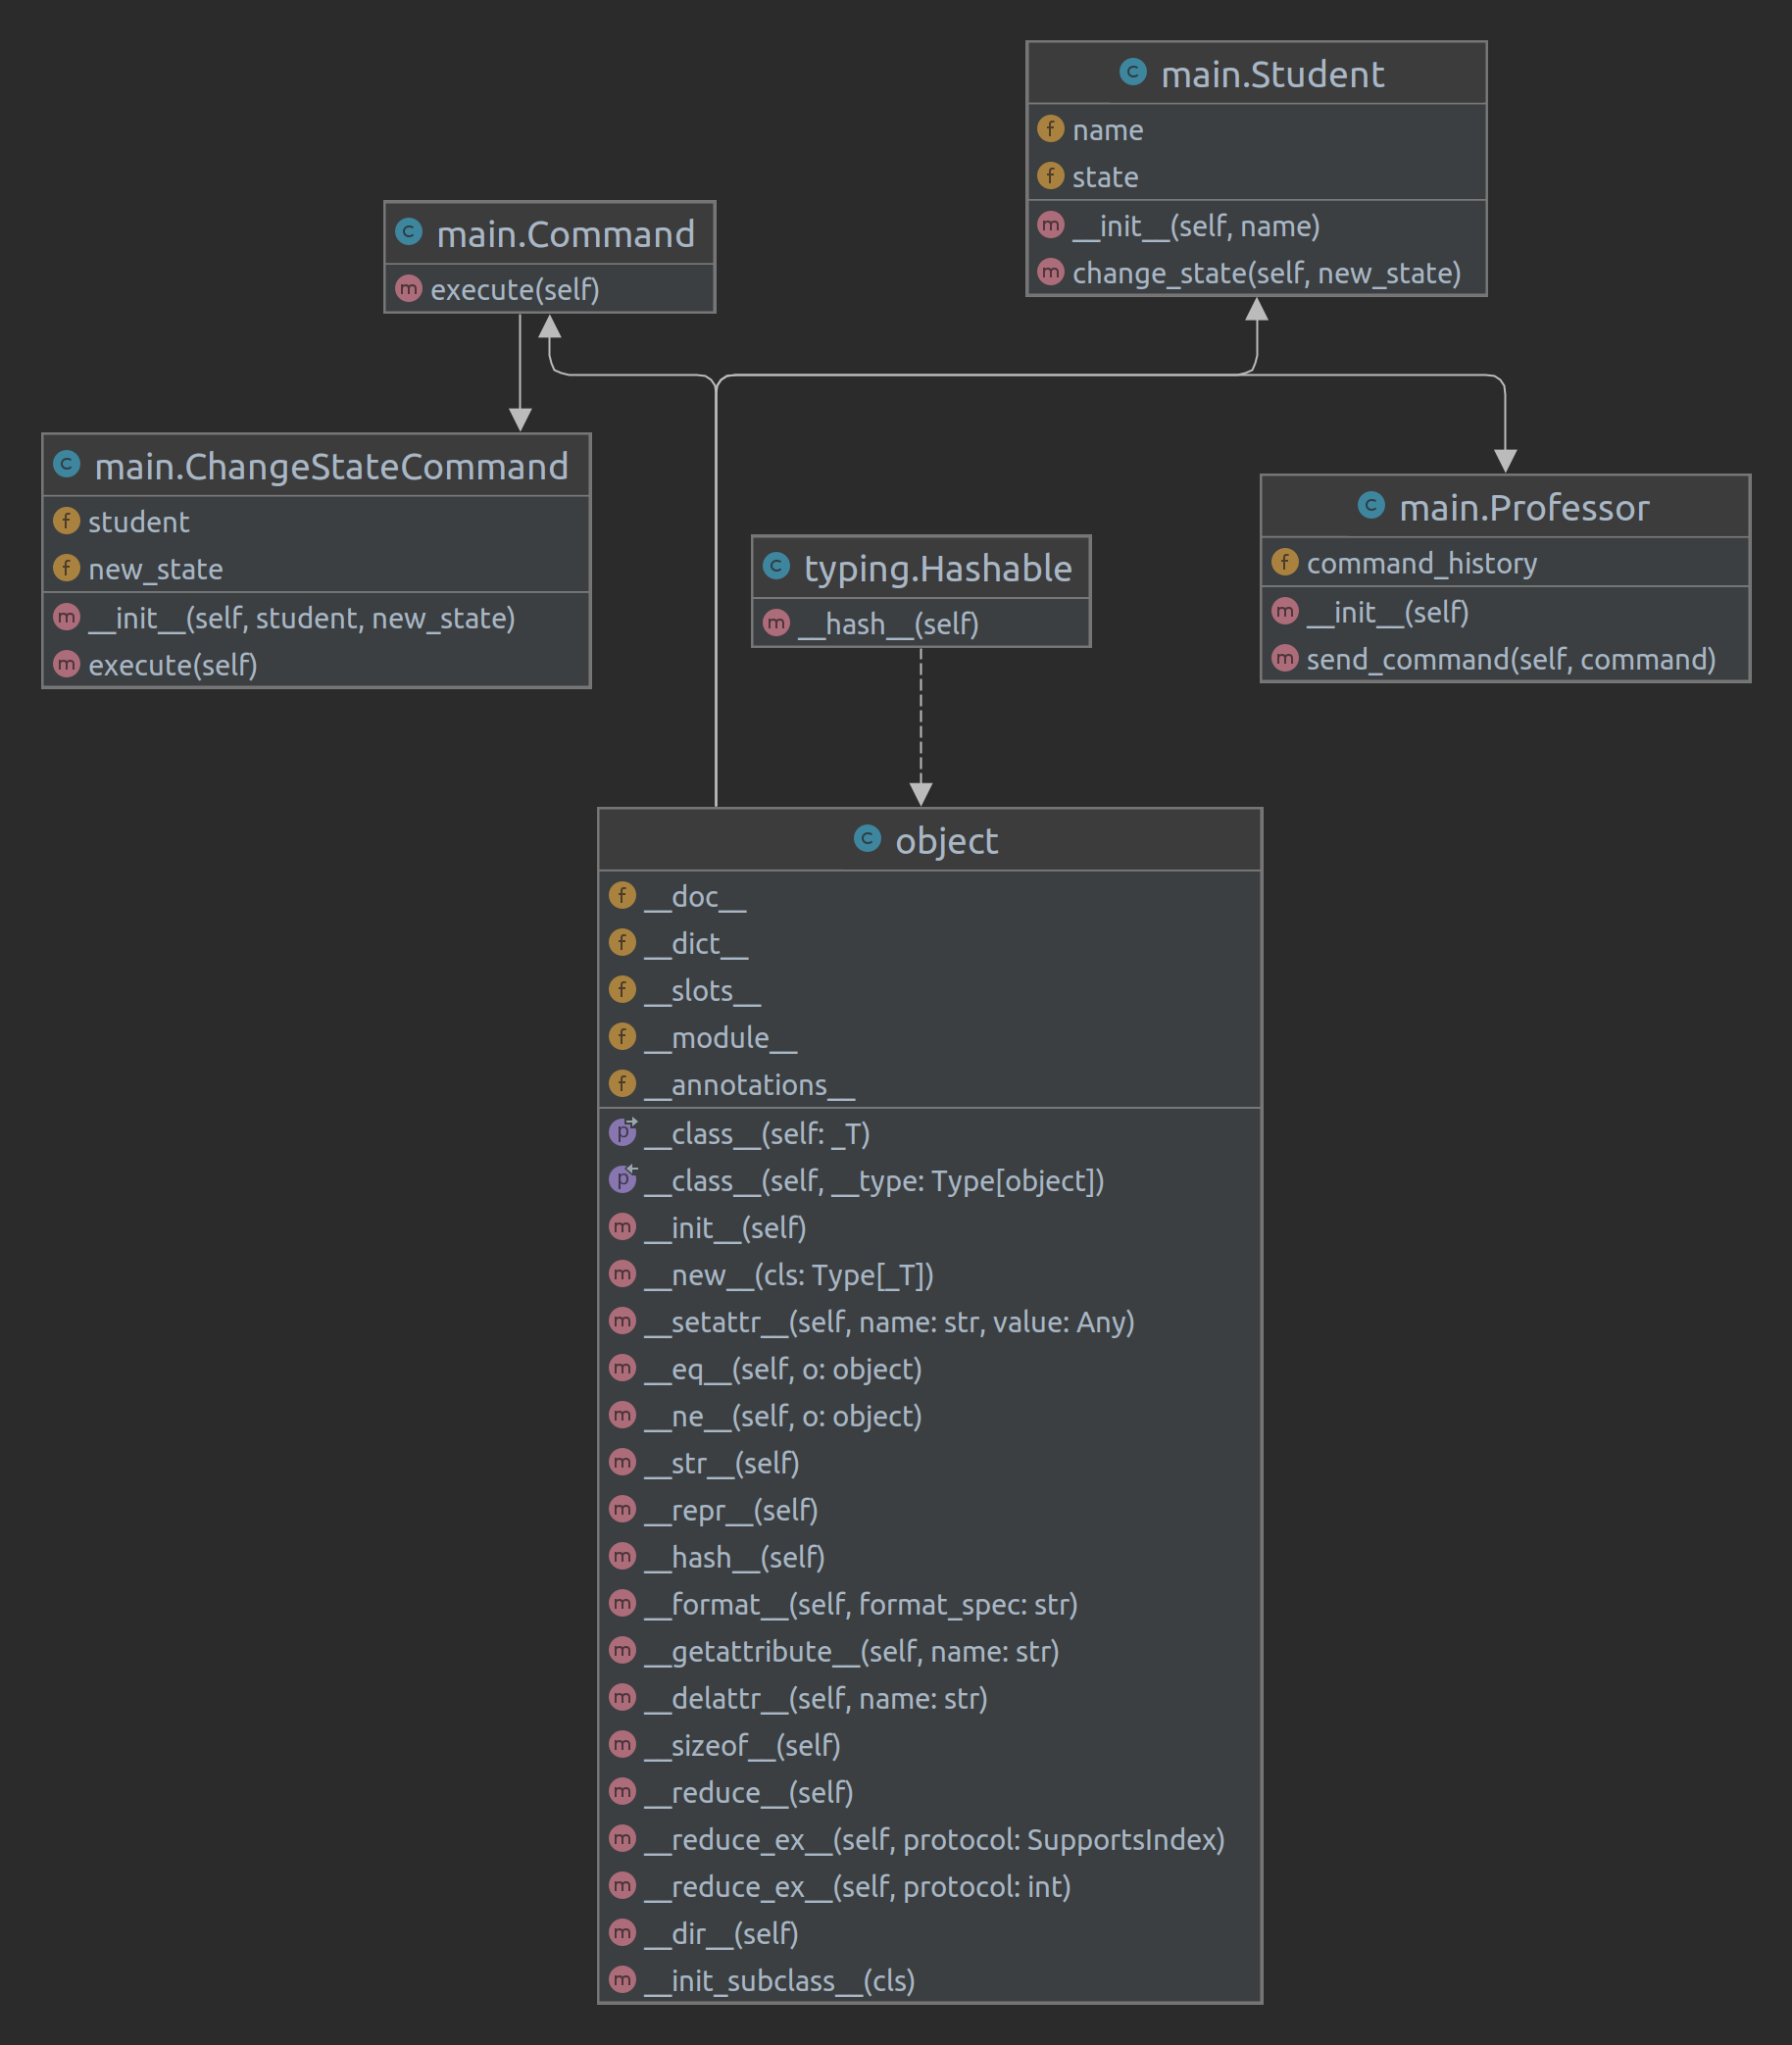 main.Student
name
state
__init__(self, name)
change_state(self, new_state)
main.Command
execute(self)
main.ChangeStateCommand
student
new_state
__init__(self, student, new_state)
execute(self)
typing.Hashable
__hash__(self)
main.Professor
command_history
__init__(self)
send_command(self, command)
object
__doc__
__dict__
__slots__
__module__
__annotations__
__class__(self: _T)
__class__(self, __type: Type[object])
__init__(self)
__new__(cls: Type[_T])
__setattr__(self, name: str, value: Any)
__eq__(self, o: object)
__ne__(self, o: object)
__str__(self)
__repr__(self)
__hash__(self)
__format__(self, format_spec: str)
__getattribute__(self, name: str)
__delattr__(self, name: str)
__sizeof__(self)
__reduce__(self)
__reduce_ex__(self, protocol: SupportsIndex)
__reduce_ex__(self, protocol: int)
__dir__(self)
__init_subclass__(cls)